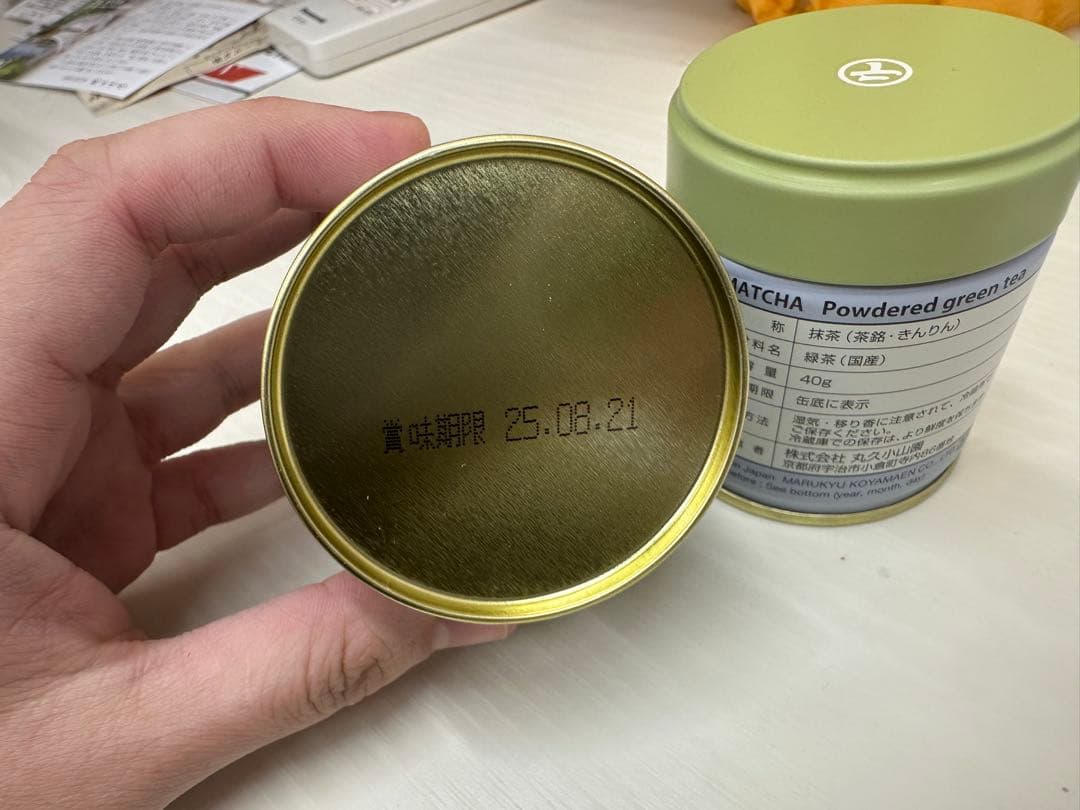 賞味期限 25.08.21
MATCHA Powdered green tea
称 抹茶(茶銘・きんりん)
料名 緑茶(国産)
量 40g
期限 缶底に表示
方法 湿気・移り香に注意されて、冷暗
ご保存ください。
冷蔵庫での保存は、より鮮度を
者 株式会社 丸久小山園
京都府宇治市小倉町寺内86番地
Japan MARUKYU KOYAMAEN CO., LTD
before : See bottom (year, month, day)